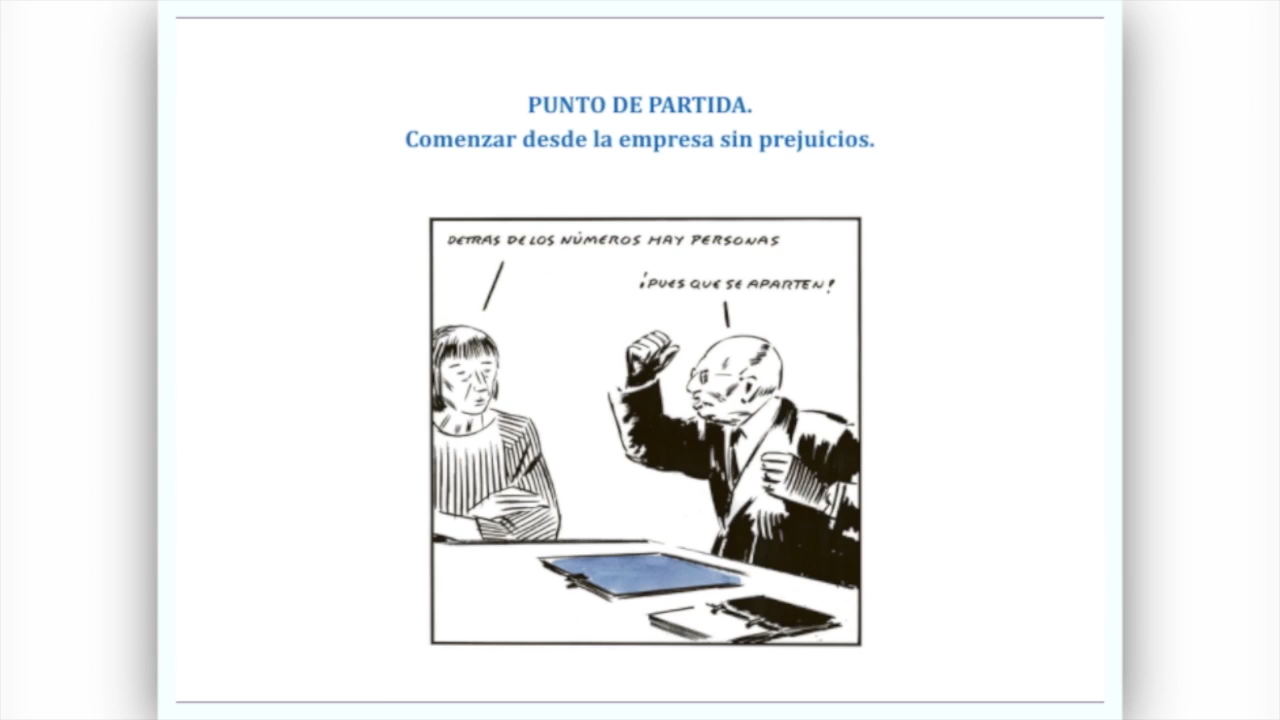 PUNTO DE PARTIDA.
Comenzar desde la empresa sin prejuicios.
DETRAS DE LOS NÚMEROS HAY PERSONAS
¡PUES QUE SE APARTEN!